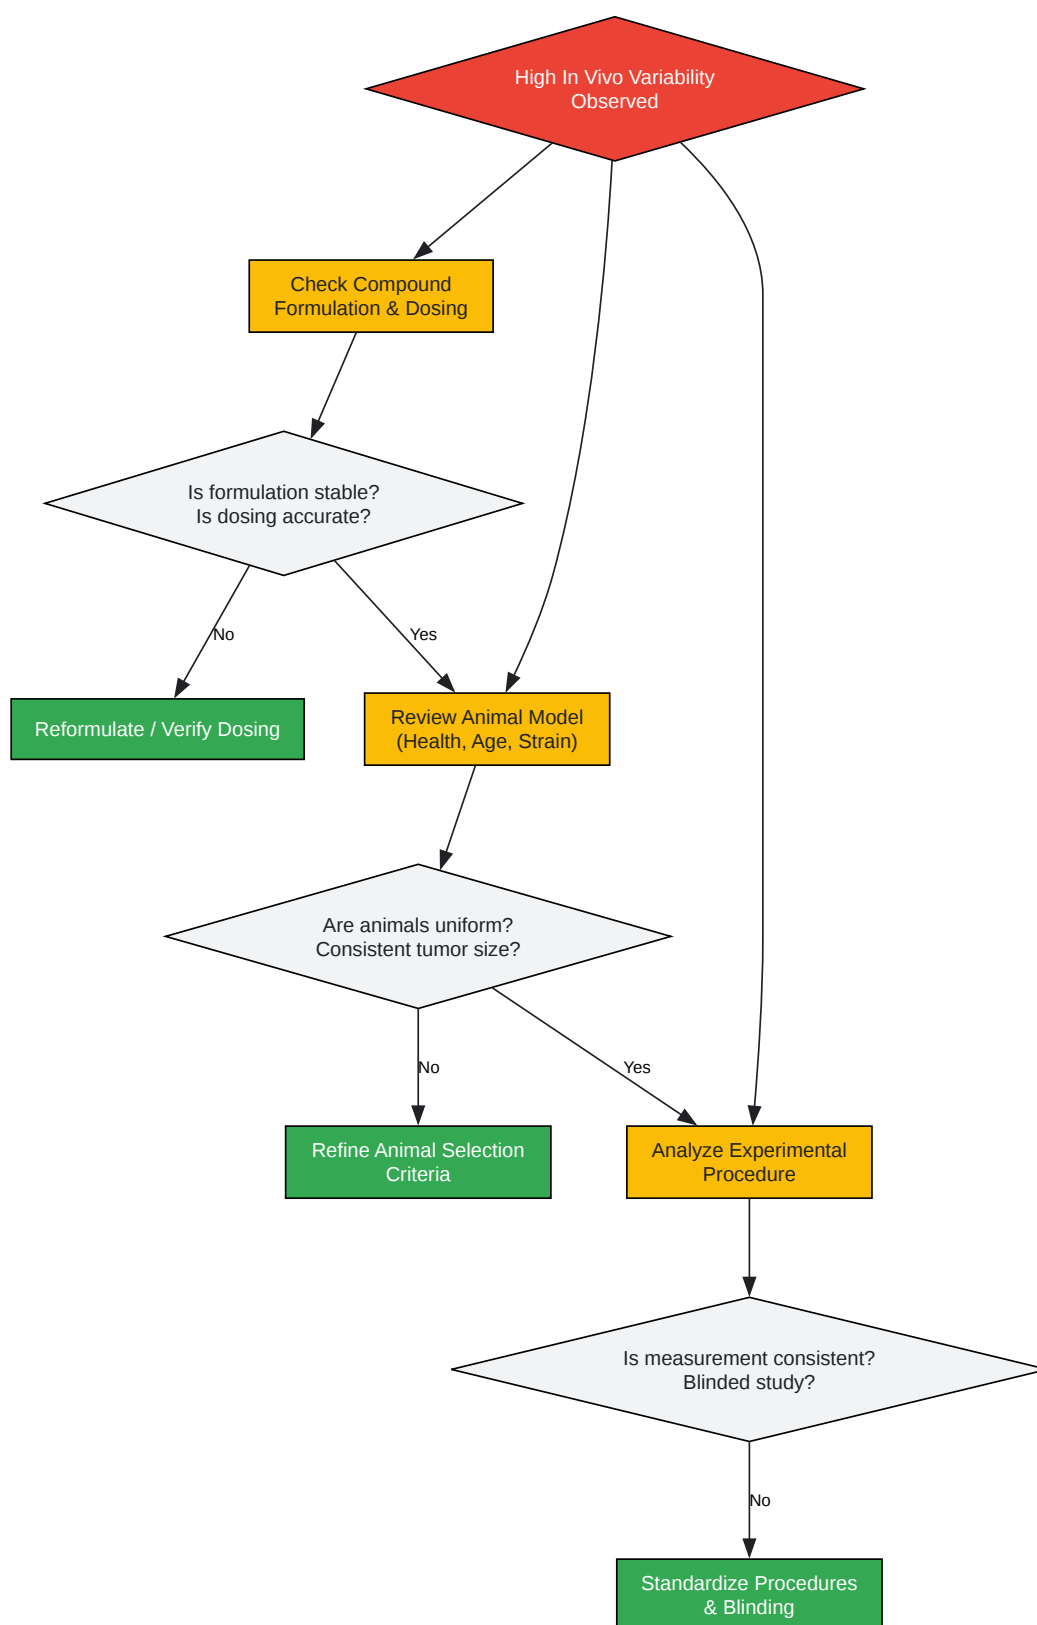 High In Vivo Variability
Observed
Check Compound
Formulation & Dosing
Is formulation stable?
Is dosing accurate?
No
Yes
Reformulate / Verify Dosing
Review Animal Model
(Health, Age, Strain)
Are animals uniform?
Consistent tumor size?
No
Yes
Refine Animal Selection
Criteria
Analyze Experimental
Procedure
Is measurement consistent?
Blinded study?
No
Standardize Procedures
& Blinding